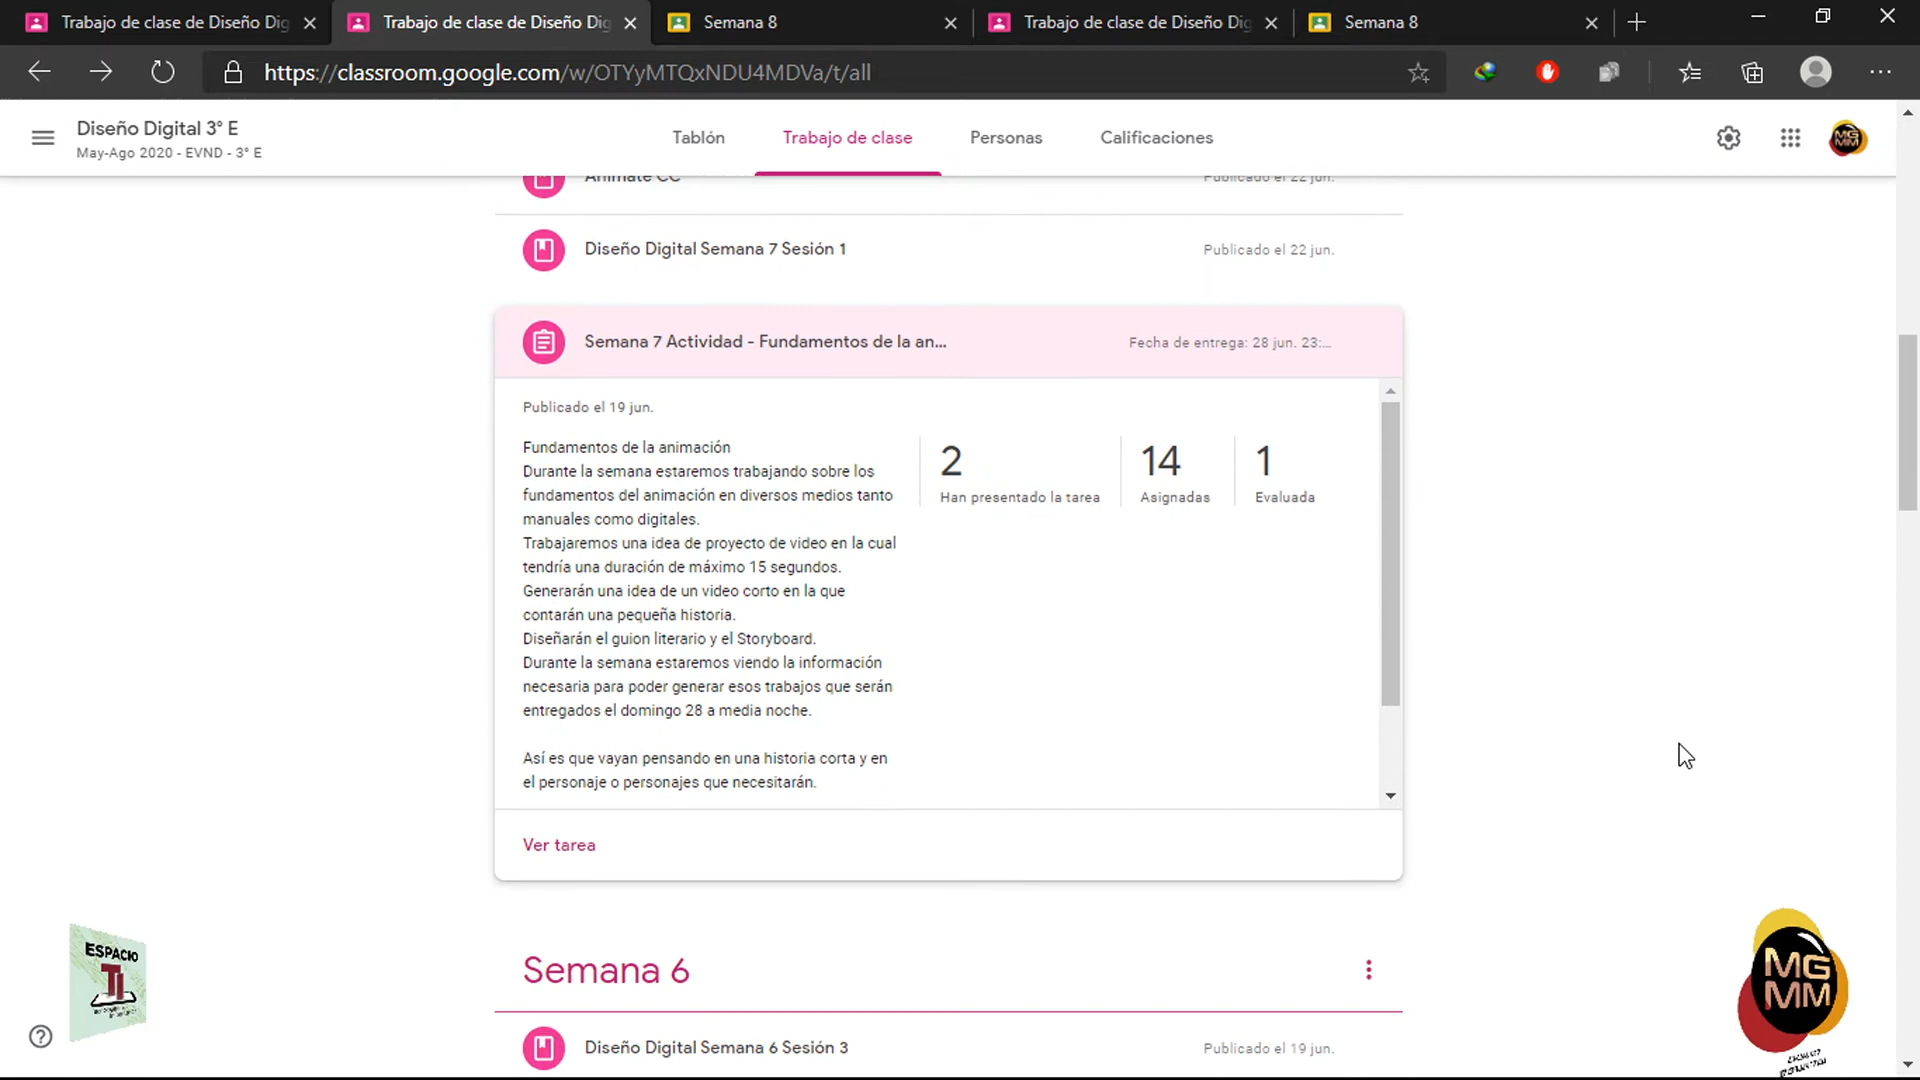 Trabajo de clase de Diseño Dig
Trabajo de clase de Diseño Dig
Semana 8
Trabajo de clase de Diseño Dig
Semana 8
https://classroom.google.com/w/OTYyMTQxNDU4MDVa/t/all
Diseño Digital 3° E
May-Ago 2020 - EVND - 3° E
Tablón
Trabajo de clase
Personas
Calificaciones
Animate CC
Publicado el 22 jun.
Diseño Digital Semana 7 Sesión 1
Publicado el 22 jun.
Semana 7 Actividad - Fundamentos de la an...
Fecha de entrega: 28 jun. 23:...
Publicado el 19 jun.
Fundamentos de la animación
Durante la semana estaremos trabajando sobre los
fundamentos del animación en diversos medios tanto
manuales como digitales.
Trabajaremos una idea de proyecto de video en la cual
tendría una duración de máximo 15 segundos.
Generarán una idea de un video corto en la que
contarán una pequeña historia.
Diseñarán el guion literario y el Storyboard.
Durante la semana estaremos viendo la información
necesaria para poder generar esos trabajos que serán
entregados el domingo 28 a media noche.
Así es que vayan pensando en una historia corta y en
el personaje o personajes que necesitarán.
2
Han presentado la tarea
14
Asignadas
1
Evaluada
Ver tarea
Semana 6
Diseño Digital Semana 6 Sesión 3
Publicado el 19 jun.
ESPACIO
TI
MG
MM